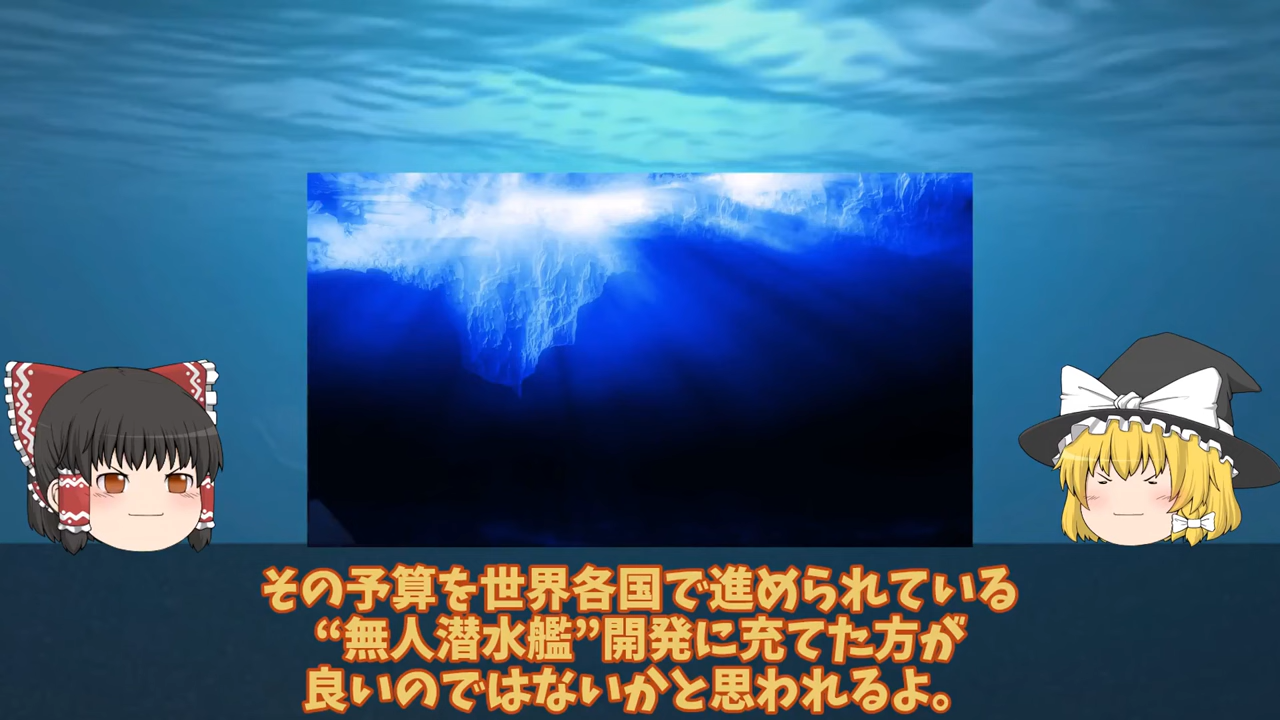 その予算を世界各国で進められている
“無人潜水艦”開発に充てた方が
良いのではないかと思われるよ。